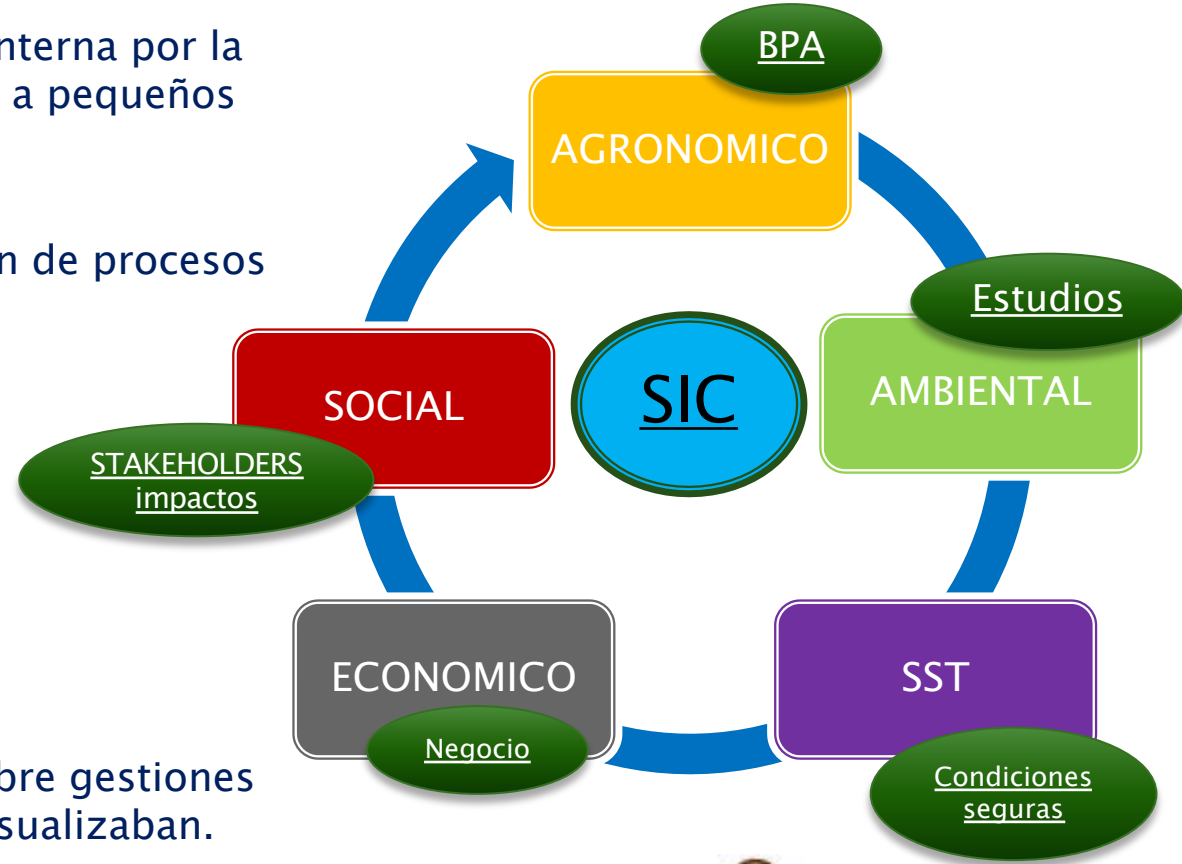 nterna por la
a pequeños
n de procesos
bre gestiones
sualizaban.
BPA
AGRONOMICO
Estudios
AMBIENTAL
SIC
SOCIAL
STAKEHOLDERS
impactos
ECONOMICO
Negocio
SST
Condiciones
seguras